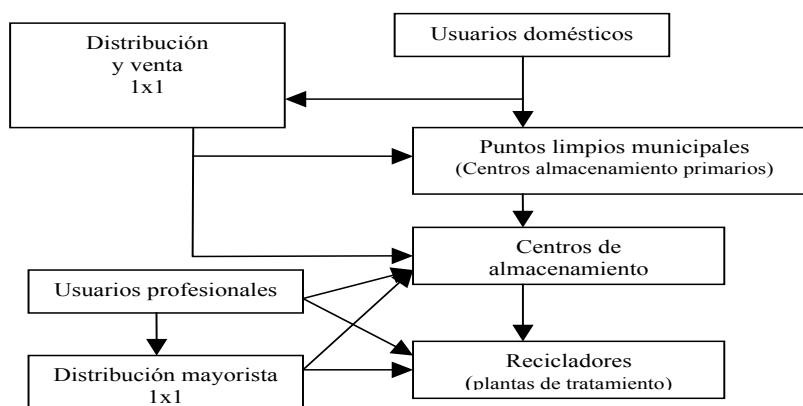 Distribución
y venta
1x1
Usuarios domésticos
Puntos limpios municipales
(Centros almacenamiento primarios)
Centros de
almacenamiento
Usuarios profesionales
Distribución mayorista
1x1
Recicladores
(plantas de tratamiento)